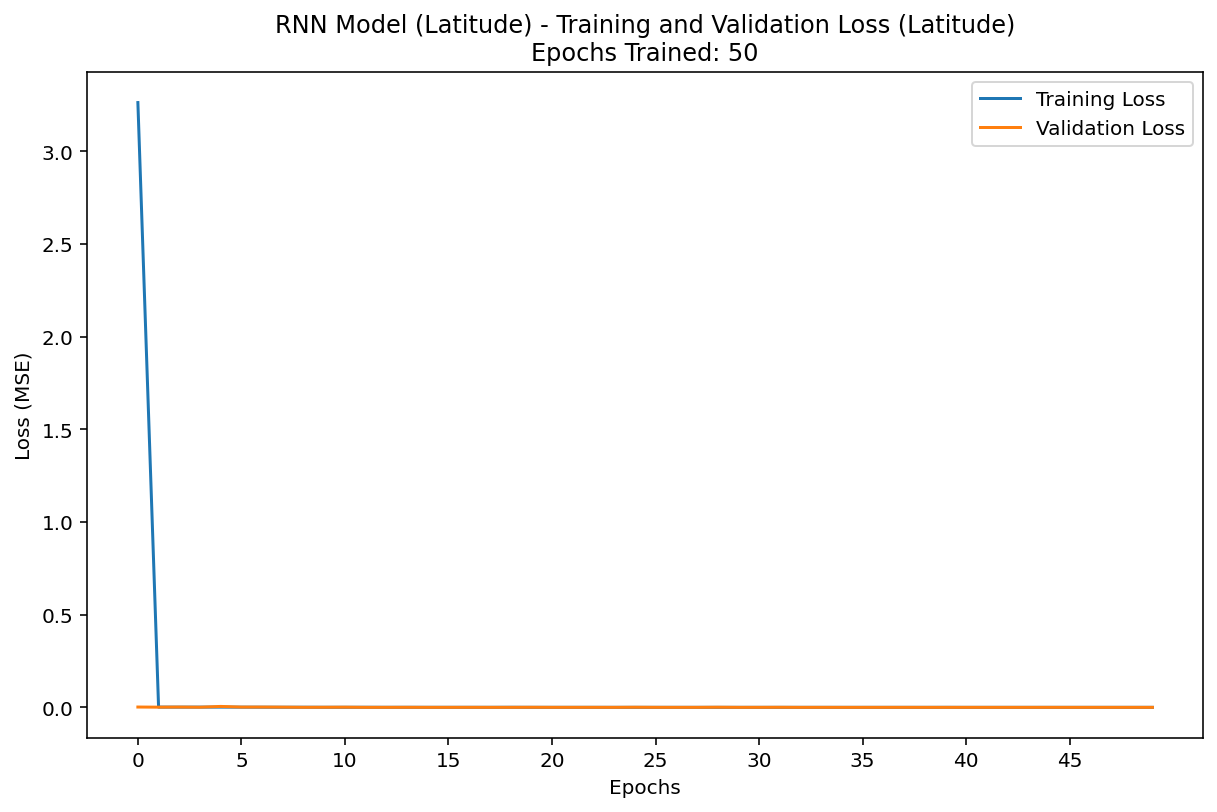 RNN Model (Latitude) - Training and Validation Loss (Latitude)
Epochs Trained: 50
Training Loss
Validation Loss
Loss (MSE)
3.0
2.5
2.0
1.5
1.0
0.5
0.0
0 5 10 15 20 25 30 35 40 45
Epochs